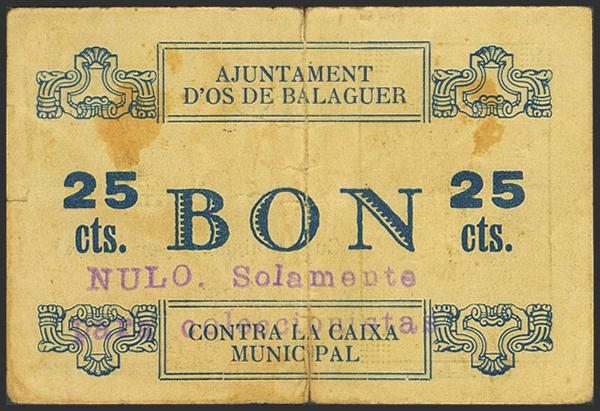 AJUNTAMENT
D'OS DE BALAGUER
25 cts. BON 25 cts.
NULO. Solamente
para coleccionistas
CONTRA LA CAIXA
MUNICIPAL